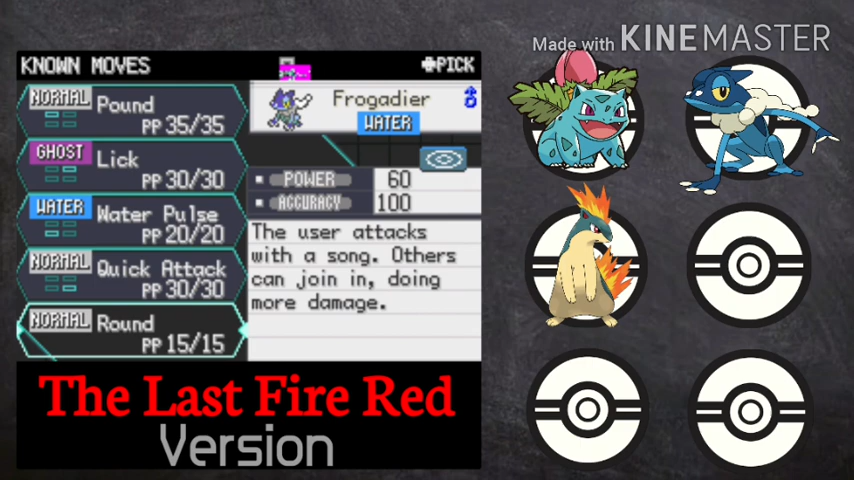 Made with KINEMASTER
KNOWN MOVES
PICK
NORMAL Pound
PP 35/35
GHOST Lick
PP 30/30
WATER Water Pulse
PP 20/20
NORMAL Quick Attack
PP 30/30
NORMAL Round
PP 15/15
Frogadier
WATER
POWER 60
ACCURACY 100
The user attacks
with a song. Others
can join in, doing
more damage.
The Last Fire Red
Version